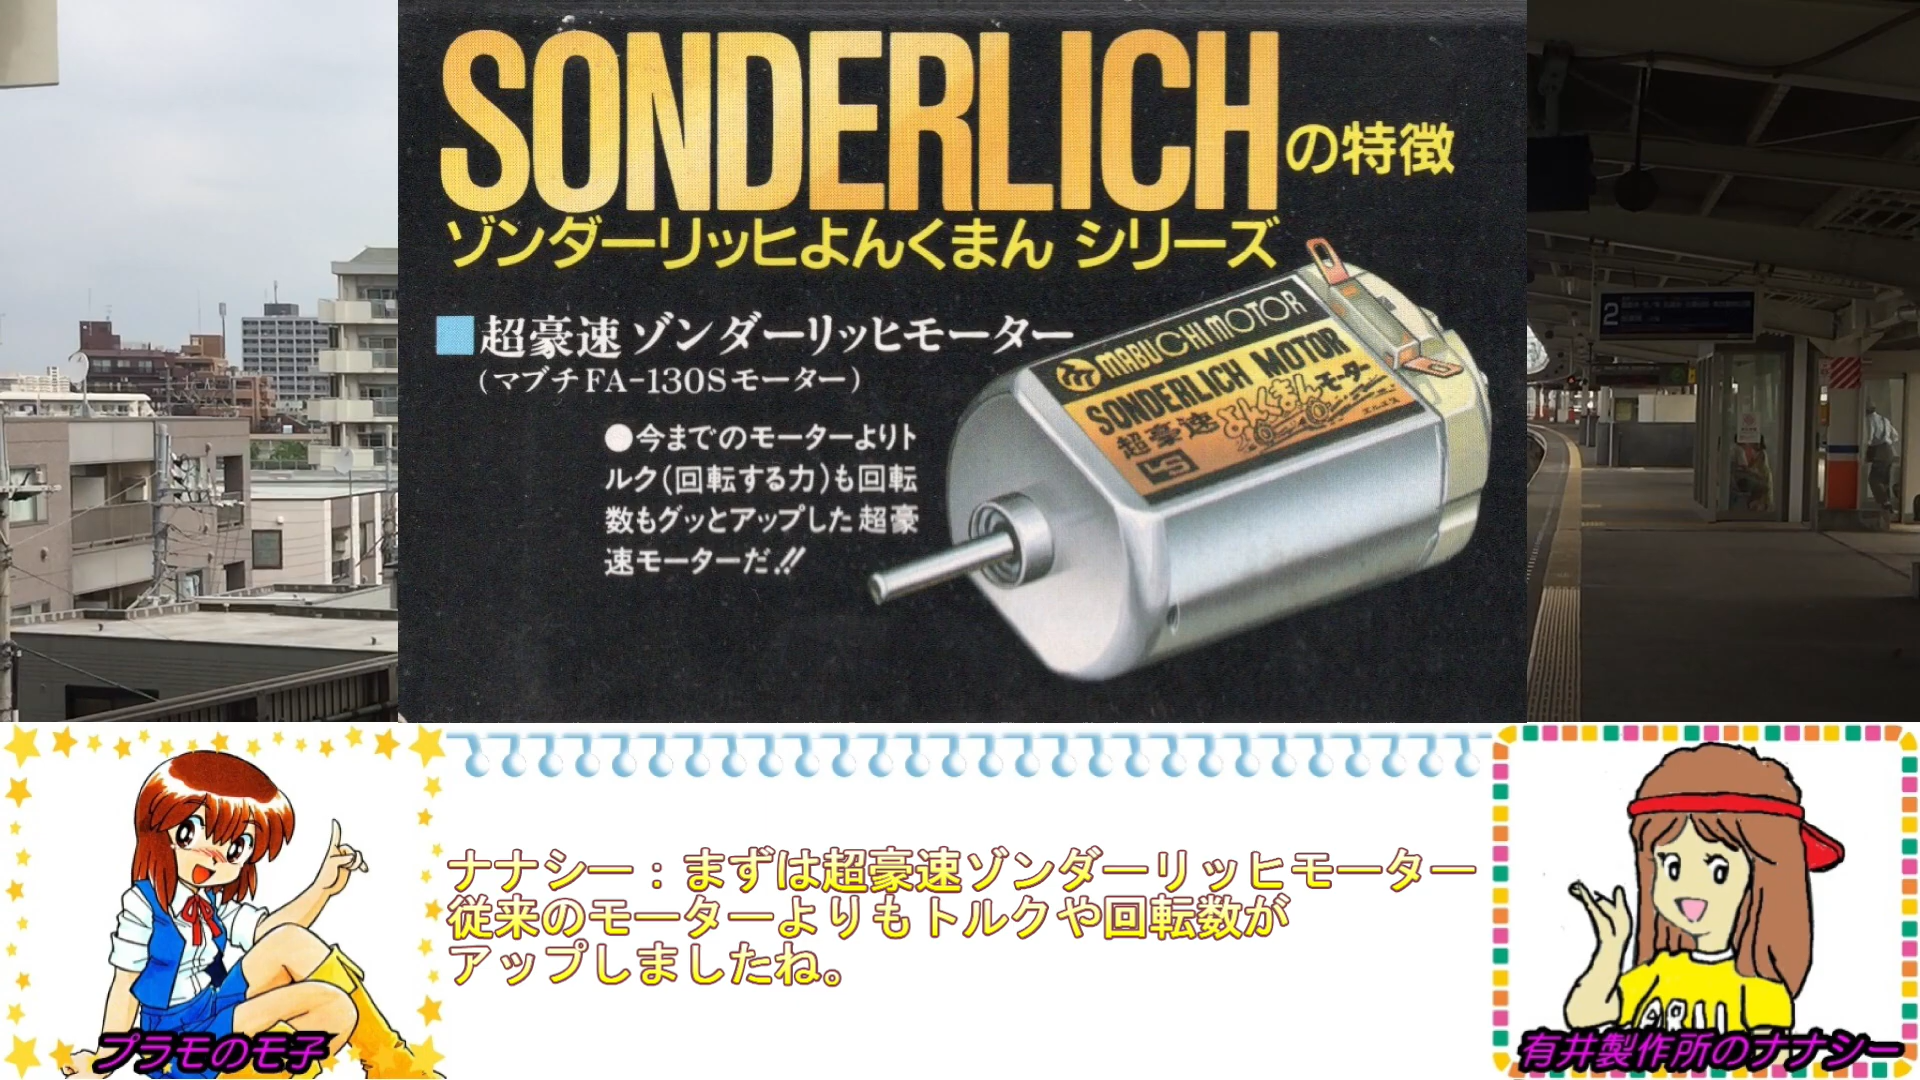 SONDERLICHの特徴
ゾンダーリッヒよんくまん シリーズ
■超豪速ゾンダーリッヒモーター
(マブチFA-130Sモーター)
●今までのモーターよりト
ルク(回転する力)も回転
数もグッとアップした超豪
速モーターだ!!
MABUCHI MOTOR
SONDERLICH MOTOR
超豪速よんくまんモーター
2
ナナシー：まずは超豪速ゾンダーリッヒモーター
従来のモーターよりもトルクや回転数が
アップしましたね。
プラモのモ子
ARII
有井製作所のナナシー